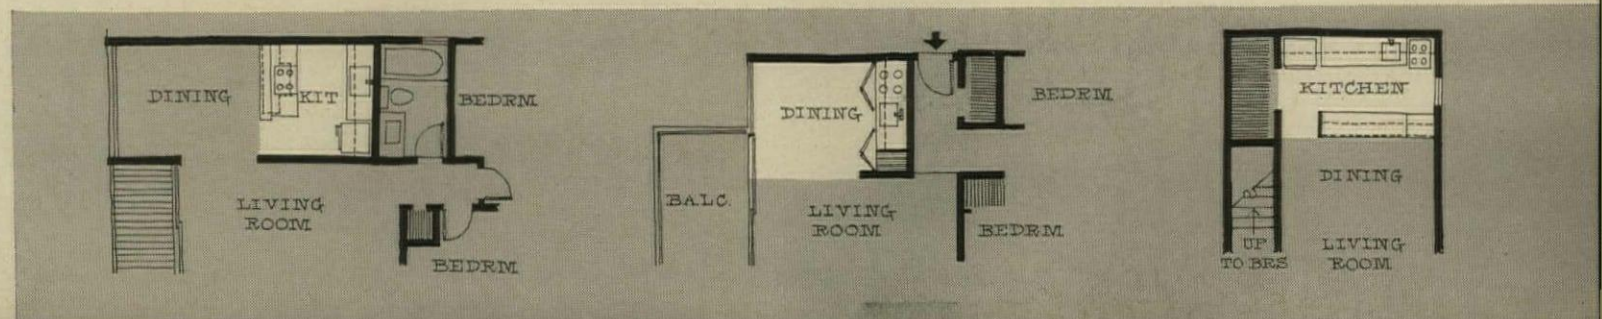 DINING
KIT
BEDRM
LIVING
ROOM
BEDRM
DINING
BEDRM
BALC.
LIVING
ROOM
BEDRM
KITCHEN
DINING
UP
TO BRS
LIVING
ROOM